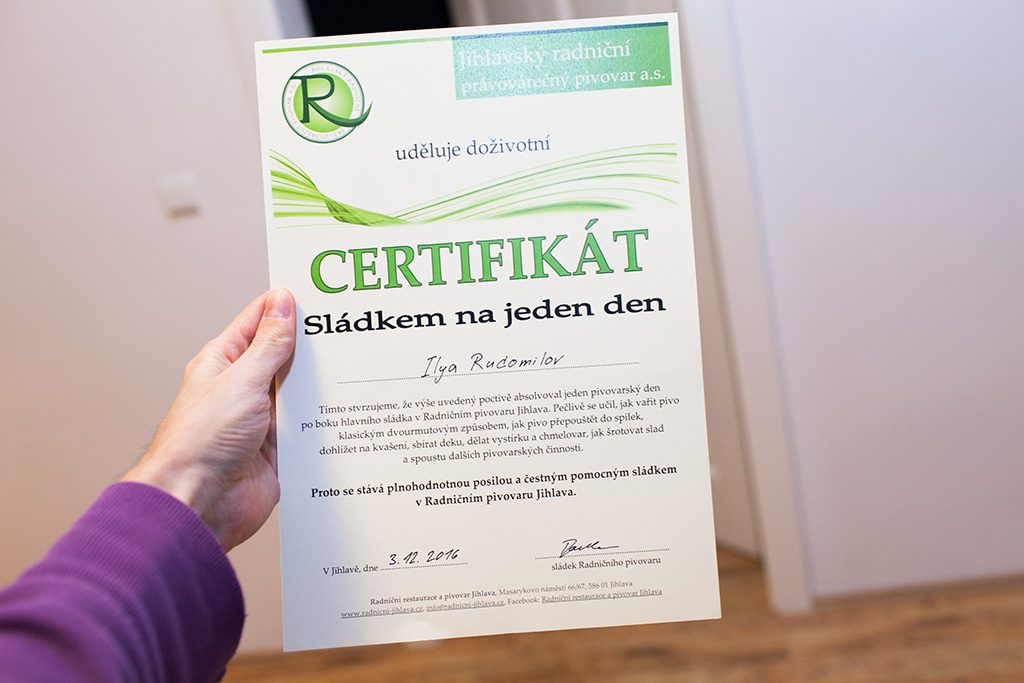 Jihlavský radniční
právovarečný pivovar a.s.
R
uděluje doživotní
CERTIFIKÁT
Sládkem na jeden den
Ilya Rudomilov
Tímto stvrzujeme, že výše uvedený poctivě absolvoval jeden pivovarský den
po boku hlavního sládka v Radničním pivovaru Jihlava. Pečlivě se učil, jak vařit pivo
klasickým dvourmutovým způsobem, jak pivo přepouštět do spilek,
dohlížet na kvašení, sbírat deku, dělat vystírku a chmelovar, jak šrotovat slad
a spoustu dalších pivovarských činností.
Proto se stává plnohodnotnou posilou a čestným pomocným sládkem
v Radničním pivovaru Jihlava.
V Jihlavě, dne 3.12.2016
sládek Radničního pivovaru
Radniční restaurace a pivovar Jihlava, Masarykovo náměstí 66/67, 586 01 Jihlava
www.radnicni-jihlava.cz, info@radnicni-jihlava.cz, Facebook: Radniční restaurace a pivovar Jihlava